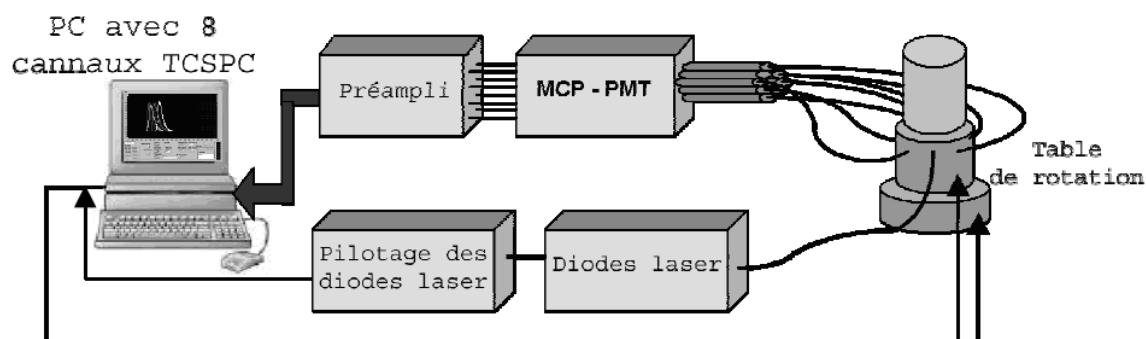 PC avec 8
cannaux TCSPC
Préampli
MCP - PMT
Table
de rotation
Pilotage des
diodes laser
Diodes laser